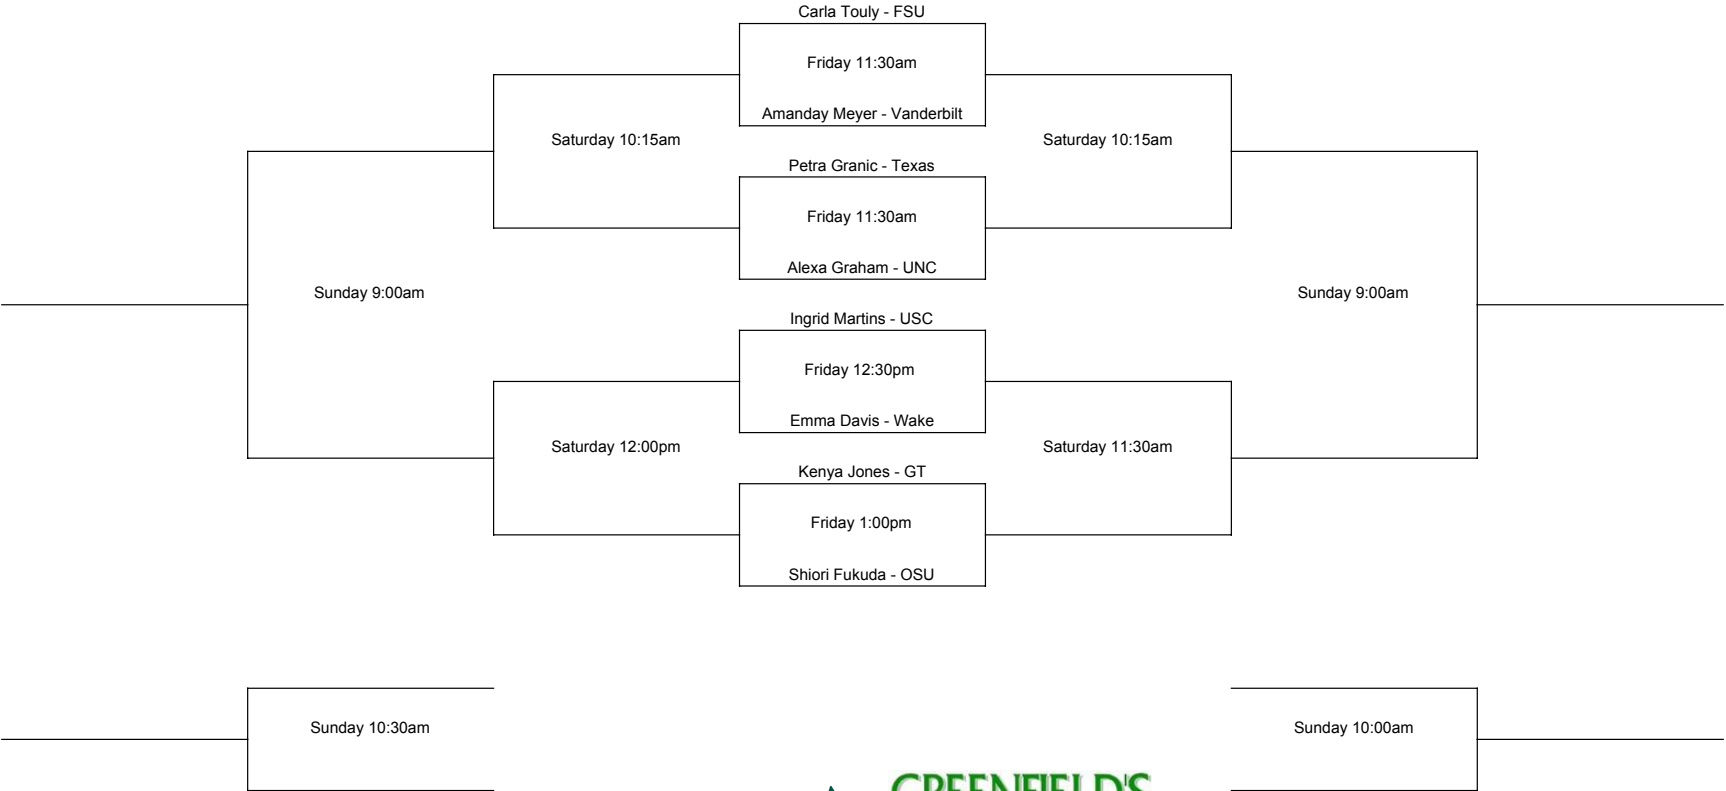 Carla Touly - FSU
Friday 11:30am
Amanday Meyer - Vanderbilt
Saturday 10:15am
Saturday 10:15am
Petra Granic - Texas
Friday 11:30am
Alexa Graham - UNC
Sunday 9:00am
Sunday 9:00am
Ingrid Martins - USC
Friday 12:30pm
Emma Davis - Wake
Saturday 12:00pm
Saturday 11:30am
Kenya Jones - GT
Friday 1:00pm
Shiori Fukuda - OSU
Sunday 10:30am
Sunday 10:00am
GREENFIELD'S